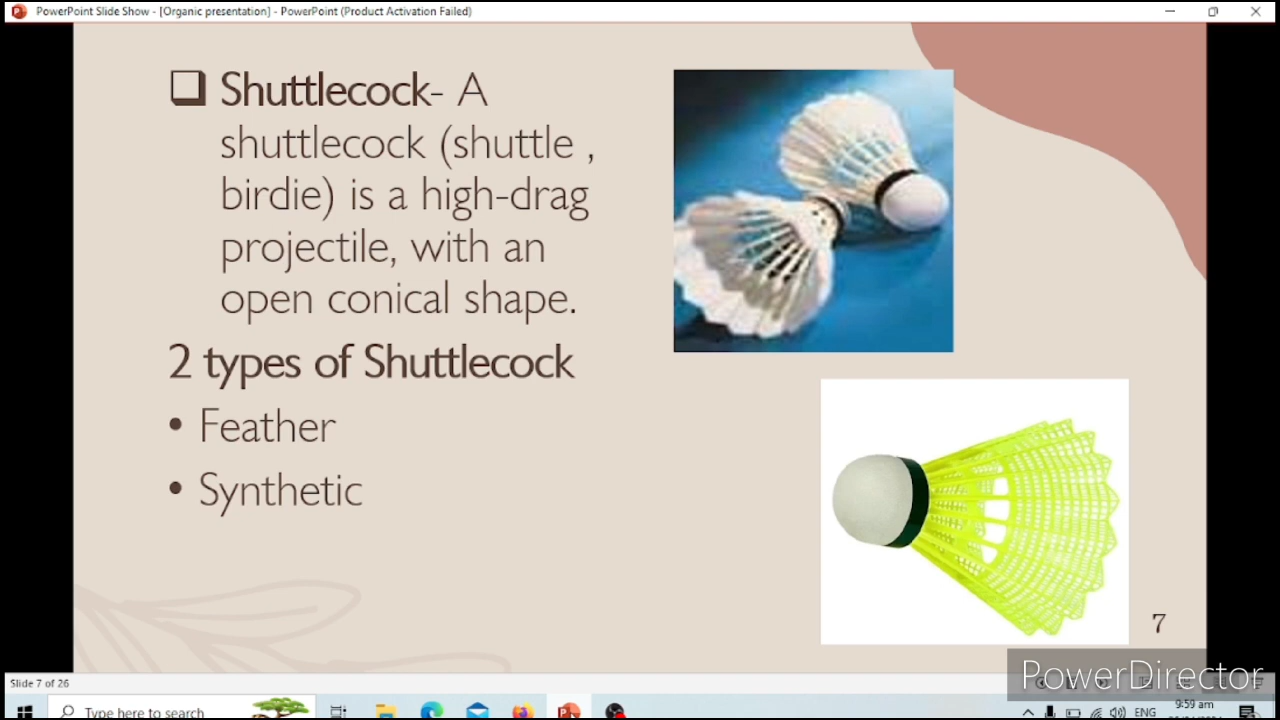 PowerPoint Slide Show - [Organic presentation] - PowerPoint (Product Activation Failed)
Shuttlecock- A
shuttlecock (shuttle ,
birdie) is a high-drag
projectile, with an
open conical shape.
2 types of Shuttlecock
• Feather
• Synthetic
7
PowerDirector
Slide 7 of 26
Type here to search
ENG
9:59 am